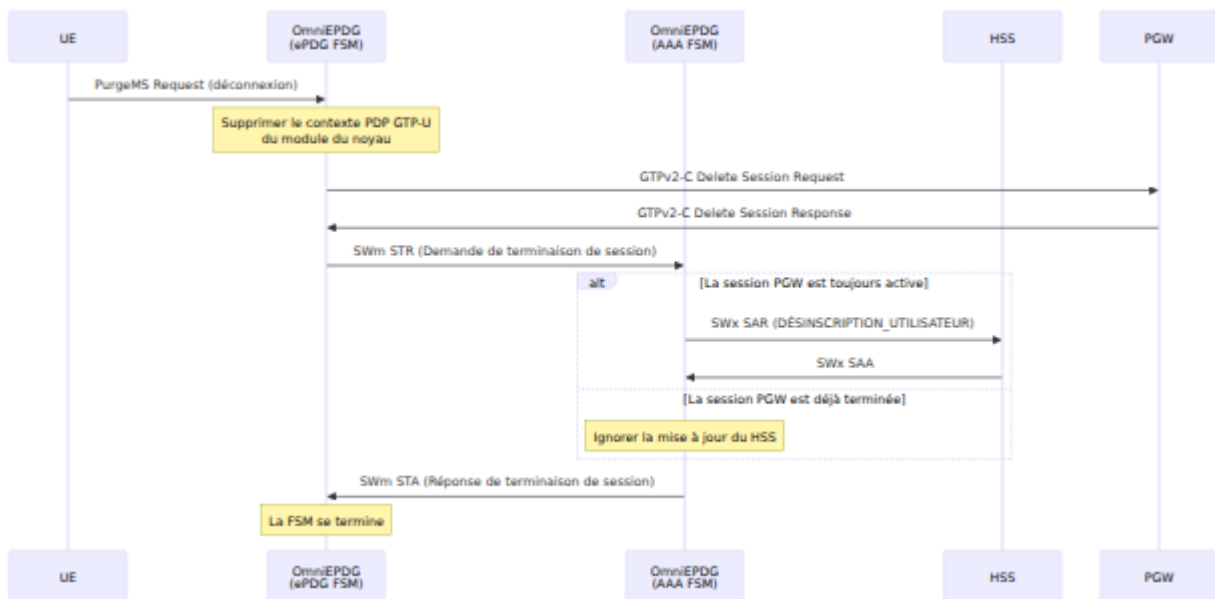 UE
OmniEPDG
(ePDG FSM)
OmniEPDG
(AAA FSM)
HSS
PGW
PurgeMS Request (déconnexion)
Supprimer le contexte PDP GTP-U
du module du noyau
GTPv2-C Delete Session Request
GTPv2-C Delete Session Response
SWm STR (Demande de terminaison de session)
alt
[La session PGW est toujours active]
SWx SAR (DÉSINSCRIPTION_UTILISATEUR)
SWx SAA
[La session PGW est déjà terminée]
Ignorer la mise à jour du HSS
SWm STA (Réponse de terminaison de session)
La FSM se termine
UE
OmniEPDG
(ePDG FSM)
OmniEPDG
(AAA FSM)
HSS
PGW